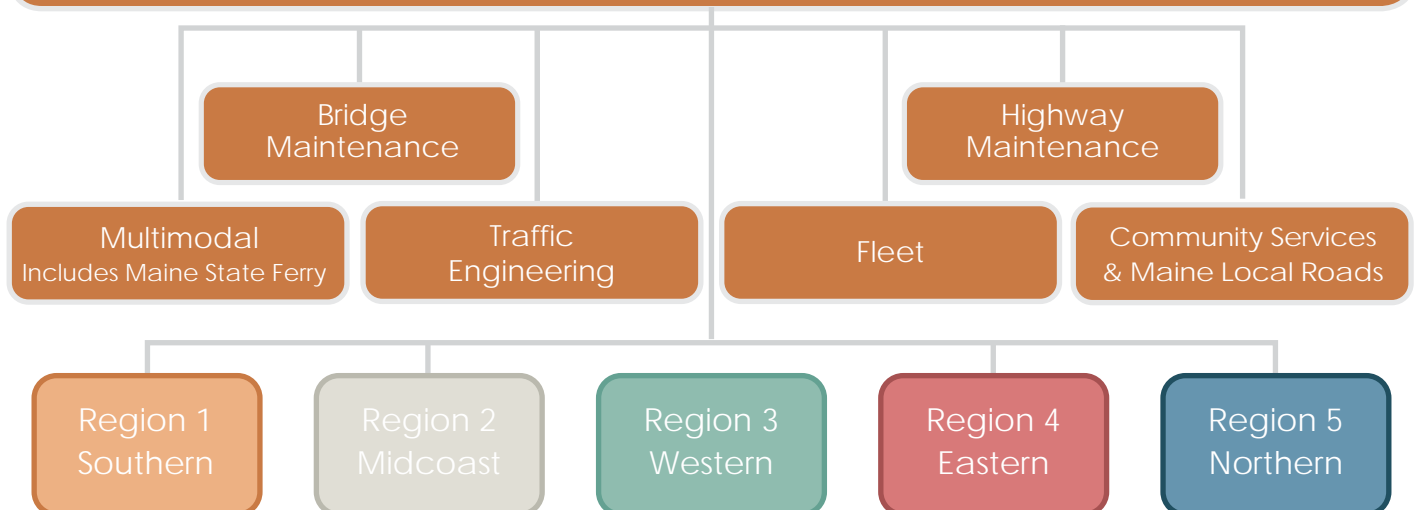 Bridge
Maintenance
Highway
Maintenance
Multimodal
Includes Maine State Ferry
Traffic
Engineering
Fleet
Community Services
& Maine Local Roads
Region 1
Southern
Region 2
Midcoast
Region 3
Western
Region 4
Eastern
Region 5
Northern